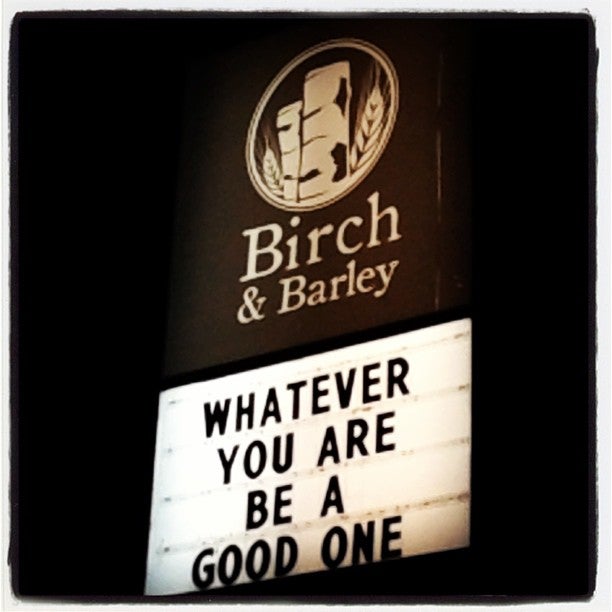 Birch
& Barley
WHATEVER
YOU ARE
BE A
GOOD ONE